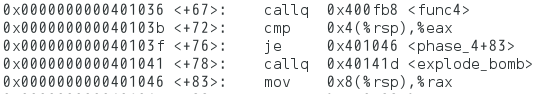 0x0000000000401036 <+67>: callq 0x400fb8 <func4>
0x000000000040103b <+72>: cmp 0x4(%rsp),%eax
0x000000000040103f <+76>: je 0x401046 <phase_4+83>
0x0000000000401041 <+78>: callq 0x40141d <explode_bomb>
0x0000000000401046 <+83>: mov 0x8(%rsp),%rax